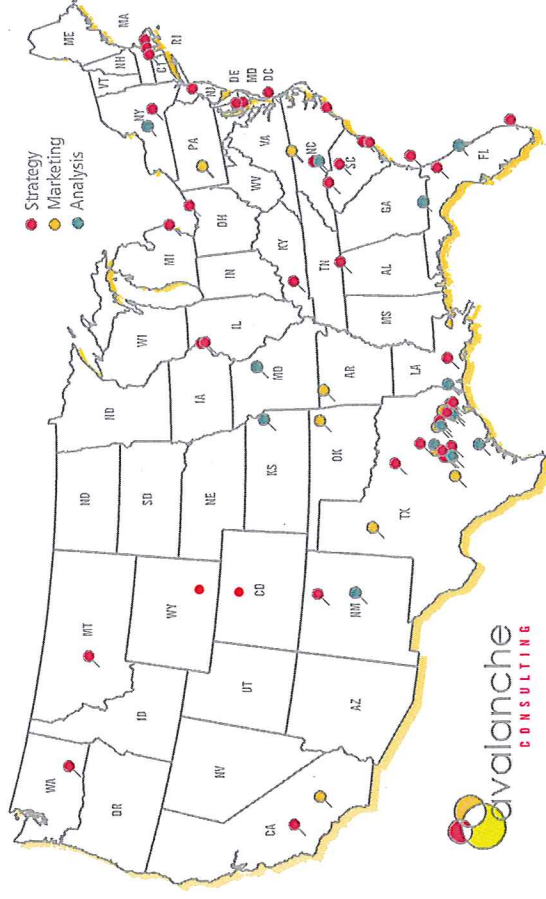 Strategy
Marketing
Analysis
WA
OR
CA
NV
ID
MT
WY
UT
AZ
CD
NM
ND
SD
NE
KS
OK
TX
ND
IA
MO
AR
LA
WI
IL
MI
IN
OH
KY
TN
MS
AL
GA
FL
SC
NC
VA
WV
PA
NY
VT
NH
ME
MA
RI
CT
NJ
DE
MD
DC
avalanche
CONSULTING